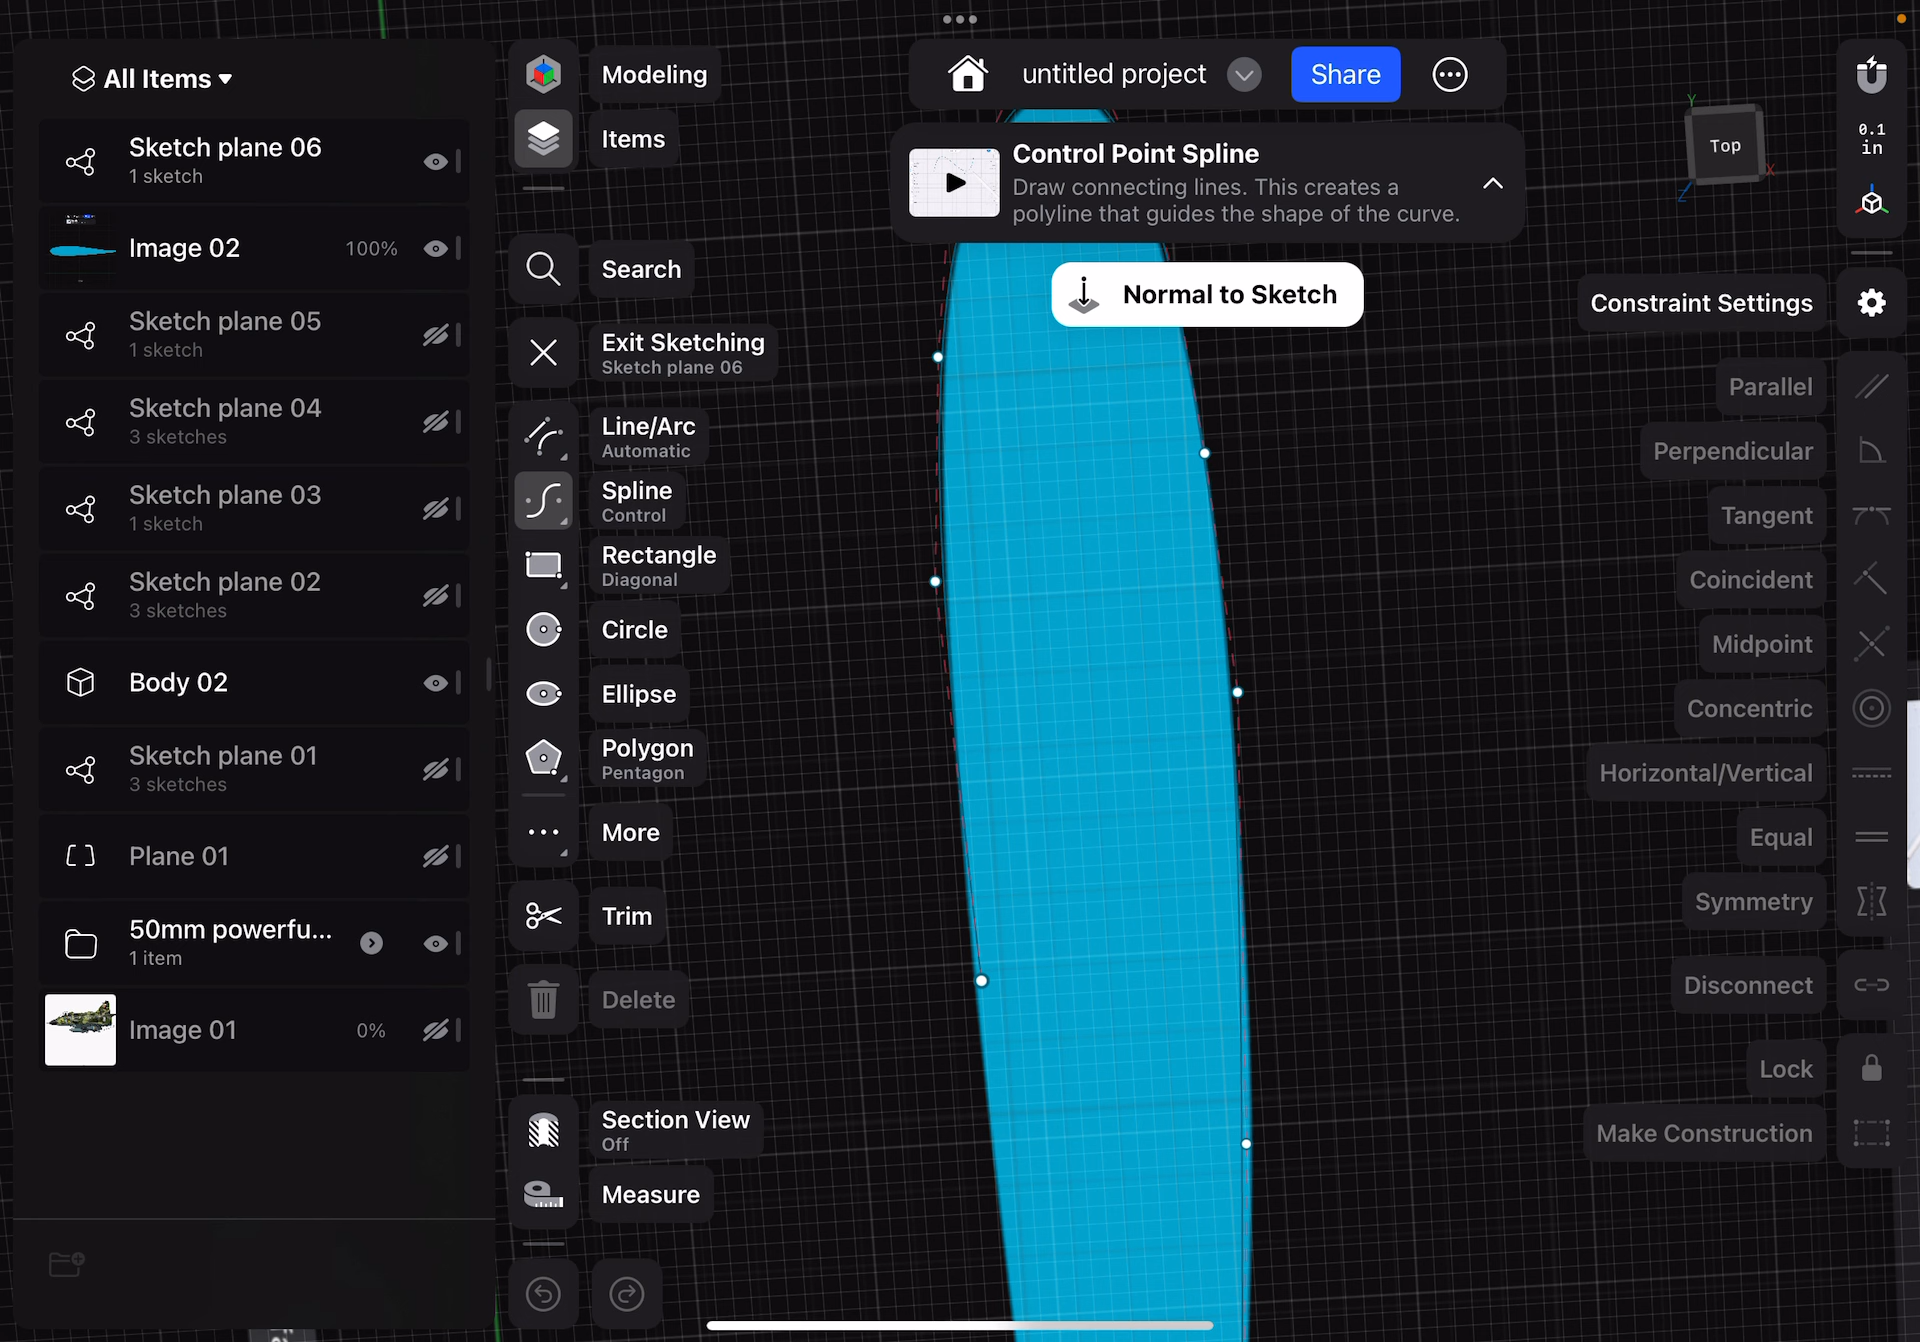 All Items
Sketch plane 06
1 sketch
Image 02
100%
Sketch plane 05
1 sketch
Sketch plane 04
3 sketches
Sketch plane 03
1 sketch
Sketch plane 02
3 sketches
Body 02
Sketch plane 01
3 sketches
Plane 01
50mm powerfu...
1 item
Image 01
0%
Modeling
Items
Search
Exit Sketching
Sketch plane 06
Line/Arc
Automatic
Spline
Control
Rectangle
Diagonal
Circle
Ellipse
Polygon
Pentagon
More
Trim
Delete
Section View
Off
Measure
untitled project
Share
Control Point Spline
Draw connecting lines. This creates a
polyline that guides the shape of the curve.
Normal to Sketch
Y
Top
X
Z
0.1
in
Constraint Settings
Parallel
Perpendicular
Tangent
Coincident
Midpoint
Concentric
Horizontal/Vertical
Equal
Symmetry
Disconnect
Lock
Make Construction